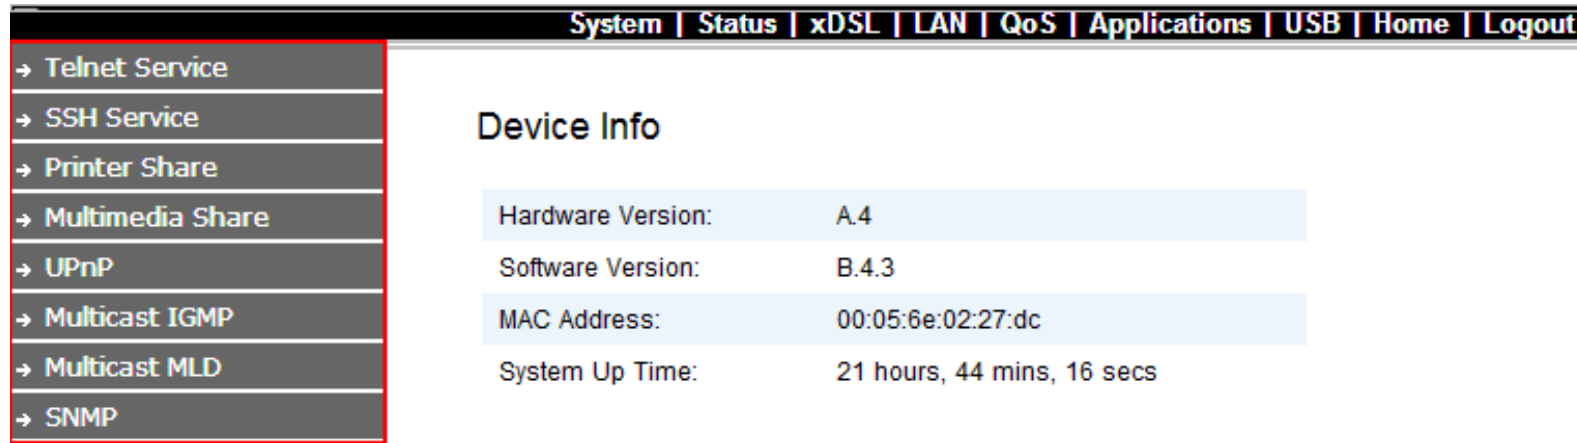 System | Status | xDSL | LAN | QoS | Applications | USB | Home | Logout
Telnet Service
SSH Service
Printer Share
Multimedia Share
UPnP
Multicast IGMP
Multicast MLD
SNMP
Device Info
Hardware Version: A.4
Software Version: B.4.3
MAC Address: 00:05:6e:02:27:dc
System Up Time: 21 hours, 44 mins, 16 secs